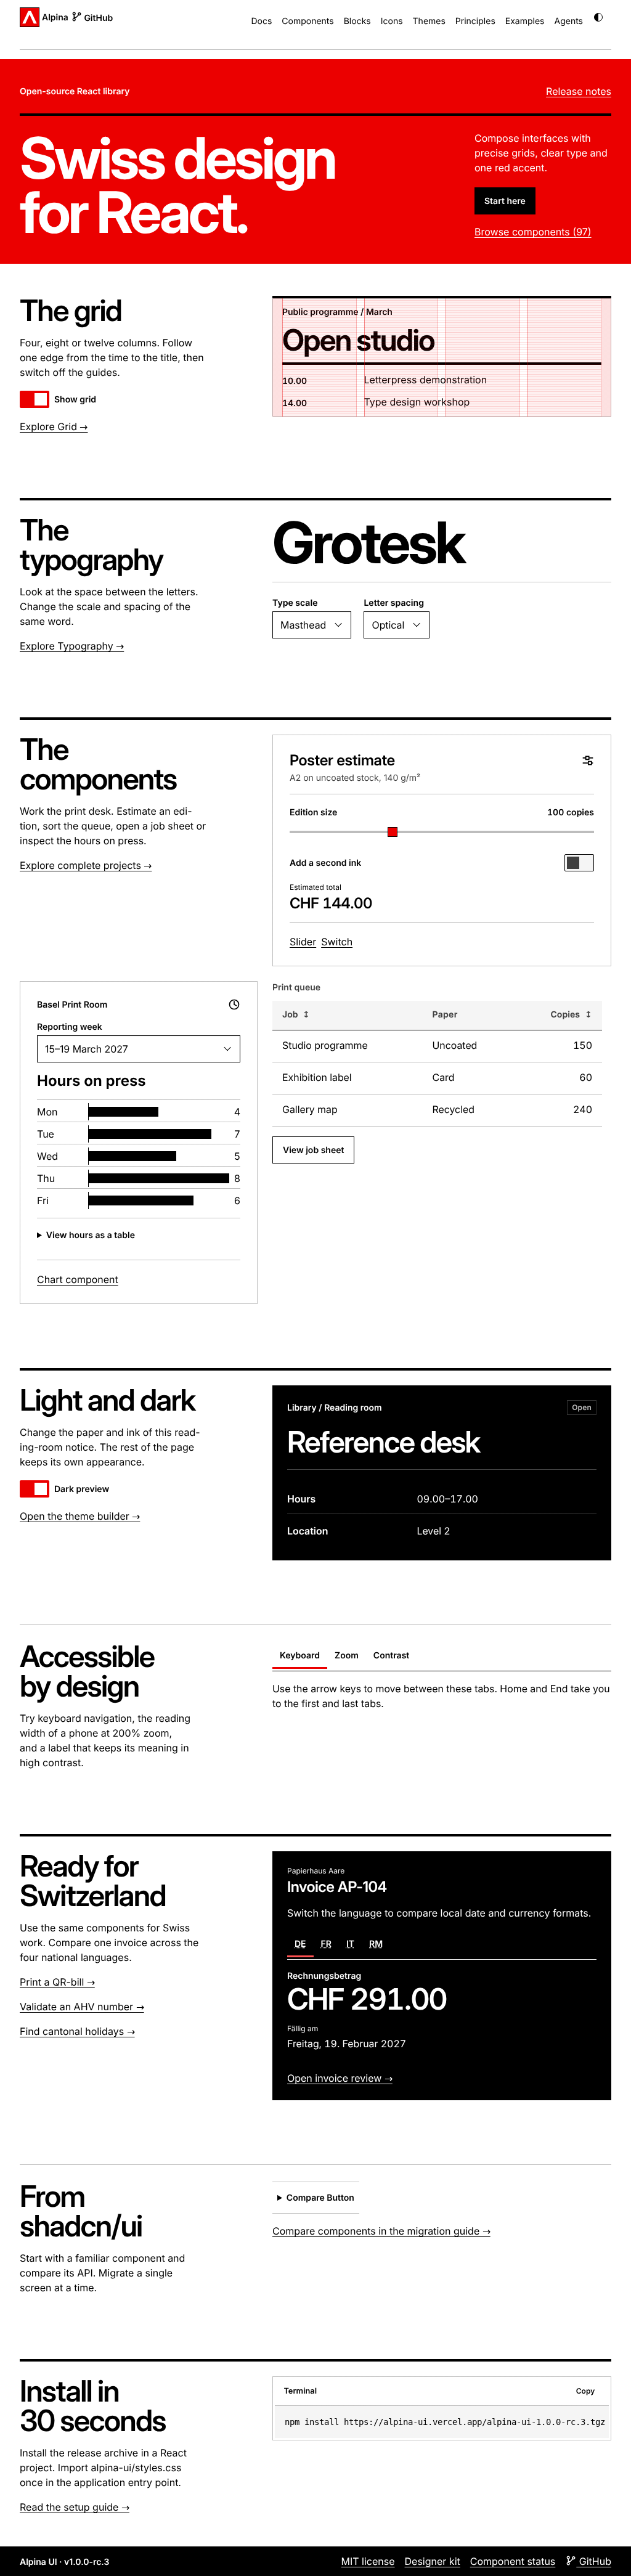 Alpina GitHub
Docs Components Blocks Icons Themes Principles Examples Agents
Open-source React library
Release notes
Swiss design
for React.
Compose interfaces with
precise grids, clear type and
one red accent.
Start here
Browse components (97)
The grid
Four, eight or twelve columns. Follow
one edge from the time to the title, then
switch off the guides.
Show grid
Explore Grid →
Public programme / March
Open studio
10.00 Letterpress demonstration
14.00 Type design workshop
The
typography
Look at the space between the letters.
Change the scale and spacing of the
same word.
Explore Typography →
Grotesk
Type scale Letter spacing
Masthead Optical
The
components
Work the print desk. Estimate an edi-
tion, sort the queue, open a job sheet or
inspect the hours on press.
Explore complete projects →
Poster estimate
A2 on uncoated stock, 140 g/m²
Edition size 100 copies
Add a second ink
Estimated total
CHF 144.00
Slider Switch
Basel Print Room
Reporting week
15–19 March 2027
Hours on press
Mon 4
Tue 7
Wed 5
Thu 8
Fri 6
View hours as a table
Chart component
Print queue
Job ↕ Paper Copies ↕
Studio programme Uncoated 150
Exhibition label Card 60
Gallery map Recycled 240
View job sheet
Light and dark
Change the paper and ink of this read-
ing-room notice. The rest of the page
keeps its own appearance.
Dark preview
Open the theme builder →
Library / Reading room Open
Reference desk
Hours 09.00–17.00
Location Level 2
Accessible
by design
Try keyboard navigation, the reading
width of a phone at 200% zoom,
and a label that keeps its meaning in
high contrast.
Keyboard Zoom Contrast
Use the arrow keys to move between these tabs. Home and End take you
to the first and last tabs.
Ready for
Switzerland
Use the same components for Swiss
work. Compare one invoice across the
four national languages.
Print a QR-bill →
Validate an AHV number →
Find cantonal holidays →
Papierhaus Aare
Invoice AP-104
Switch the language to compare local date and currency formats.
DE FR IT RM
Rechnungsbetrag
CHF 291.00
Fällig am
Freitag, 19. Februar 2027
Open invoice review →
From
shadcn/ui
Start with a familiar component and
compare its API. Migrate a single
screen at a time.
Compare Button
Compare components in the migration guide →
Install in
30 seconds
Install the release archive in a React
project. Import alpina-ui/styles.css
once in the application entry point.
Read the setup guide →
Terminal Copy
npm install https://alpina-ui.vercel.app/alpina-ui-1.0.0-rc.3.tgz
Alpina UI · v1.0.0-rc.3
MIT license Designer kit Component status GitHub